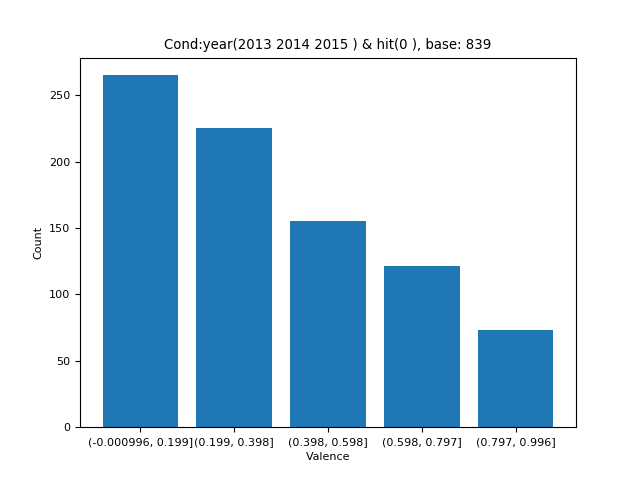 Cond:year(2013 2014 2015 ) & hit(0 ), base: 839
250
200
150
100
50
0
Count
(-0.000996, 0.199] (0.199, 0.398] (0.398, 0.598] (0.598, 0.797] (0.797, 0.996]
Valence